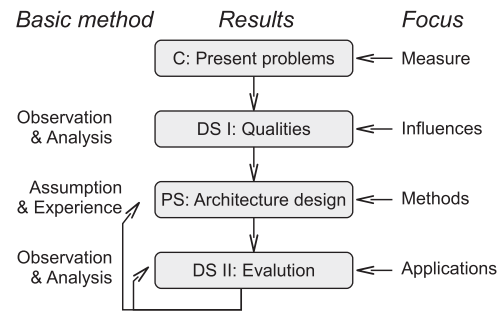 Basic method Results Focus
C: Present problems Measure
Observation
& Analysis DS I: Qualities Influences
Assumption
& Experience PS: Architecture design Methods
Observation
& Analysis DS II: Evalution Applications